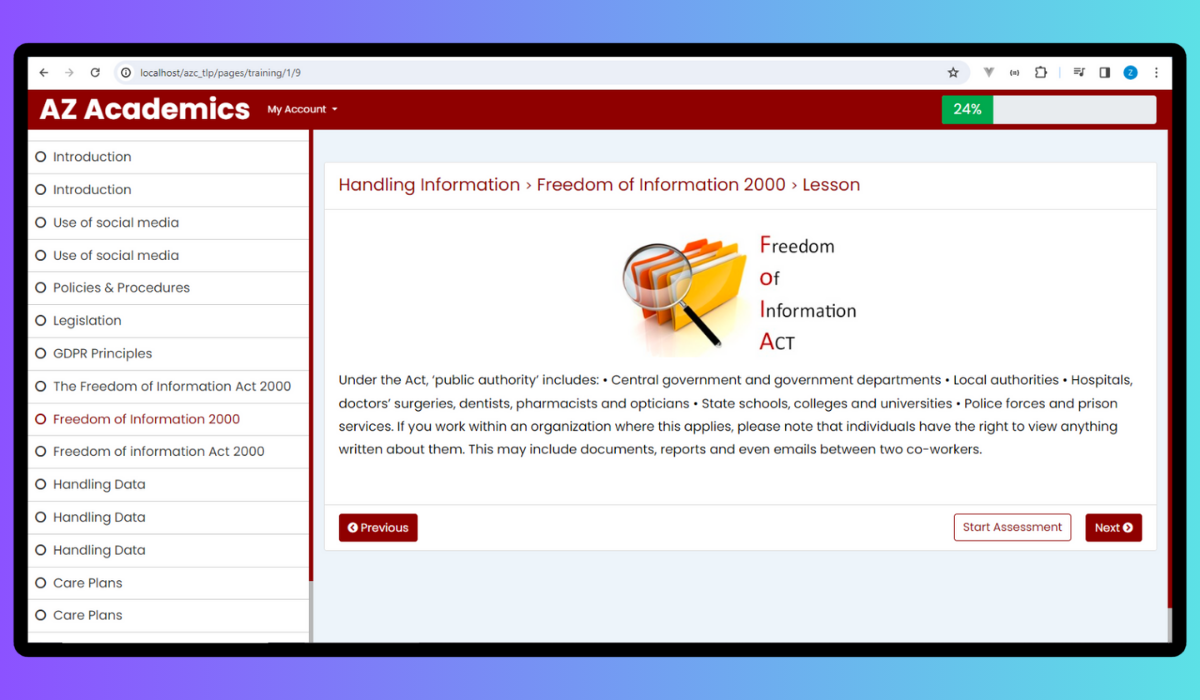 localhost/azc_tlp/pages/training/1/9
Z
AZ Academics
My Account
24%
Introduction
Introduction
Use of social media
Use of social media
Policies & Procedures
Legislation
GDPR Principles
The Freedom of Information Act 2000
Freedom of Information 2000
Freedom of information Act 2000
Handling Data
Handling Data
Handling Data
Care Plans
Care Plans
Handling Information › Freedom of Information 2000 › Lesson
Freedom
of
Information
ACT
Under the Act, ‘public authority’ includes: • Central government and government departments • Local authorities • Hospitals,
doctors’ surgeries, dentists, pharmacists and opticians • State schools, colleges and universities • Police forces and prison
services. If you work within an organization where this applies, please note that individuals have the right to view anything
written about them. This may include documents, reports and even emails between two co-workers.
Previous
Start Assessment
Next